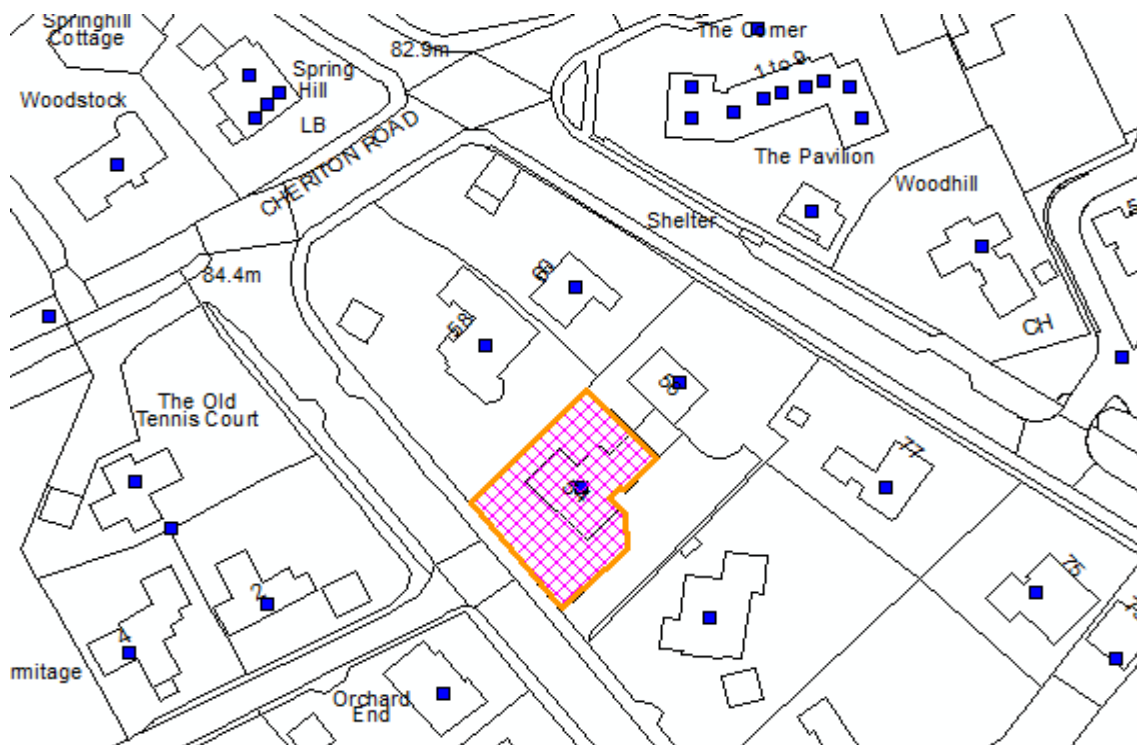 Springhill
Cottage
82.9m
The Corner
Spring
Hill
1 to 9
Woodstock
LB
CHERITON ROAD
The Pavilion
Woodhill
Shelter
84.4m
CH
58
The Old
Tennis Court
77
75
2
4
rmitage
Orchard
End